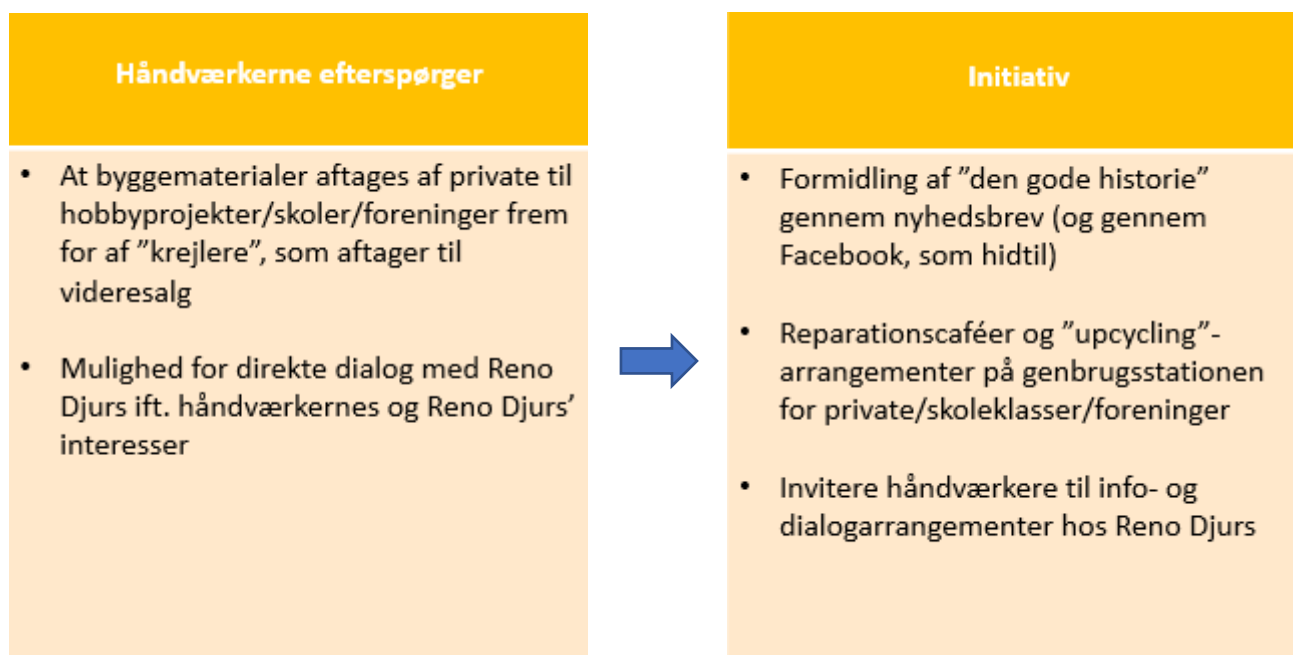 Håndværkerne efterspørger
• At byggematerialer aftages af private til
hobbyprojekter/skoler/foreninger frem
for af ”krejlere”, som aftager til
videresalg
• Mulighed for direkte dialog med Reno
Djurs ift. håndværkernes og Reno Djurs’
interesser
Initiativ
• Formidling af ”den gode historie”
gennem nyhedsbrev (og gennem
Facebook, som hidtil)
• Reparationscaféer og ”upcycling”-
arrangementer på genbrugsstationen
for private/skoleklasser/foreninger
• Invitere håndværkere til info- og
dialogarrangementer hos Reno Djurs